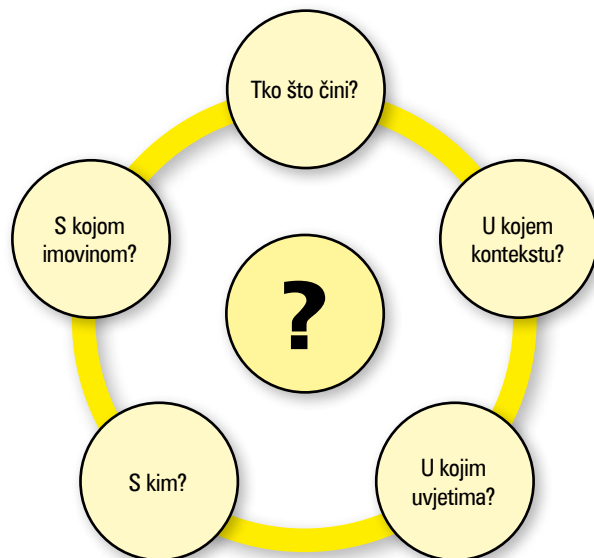 Tko što čini?
U kojem
kontekstu?
U kojim
uvjetima?
S kim?
S kojom
imovinom?
?